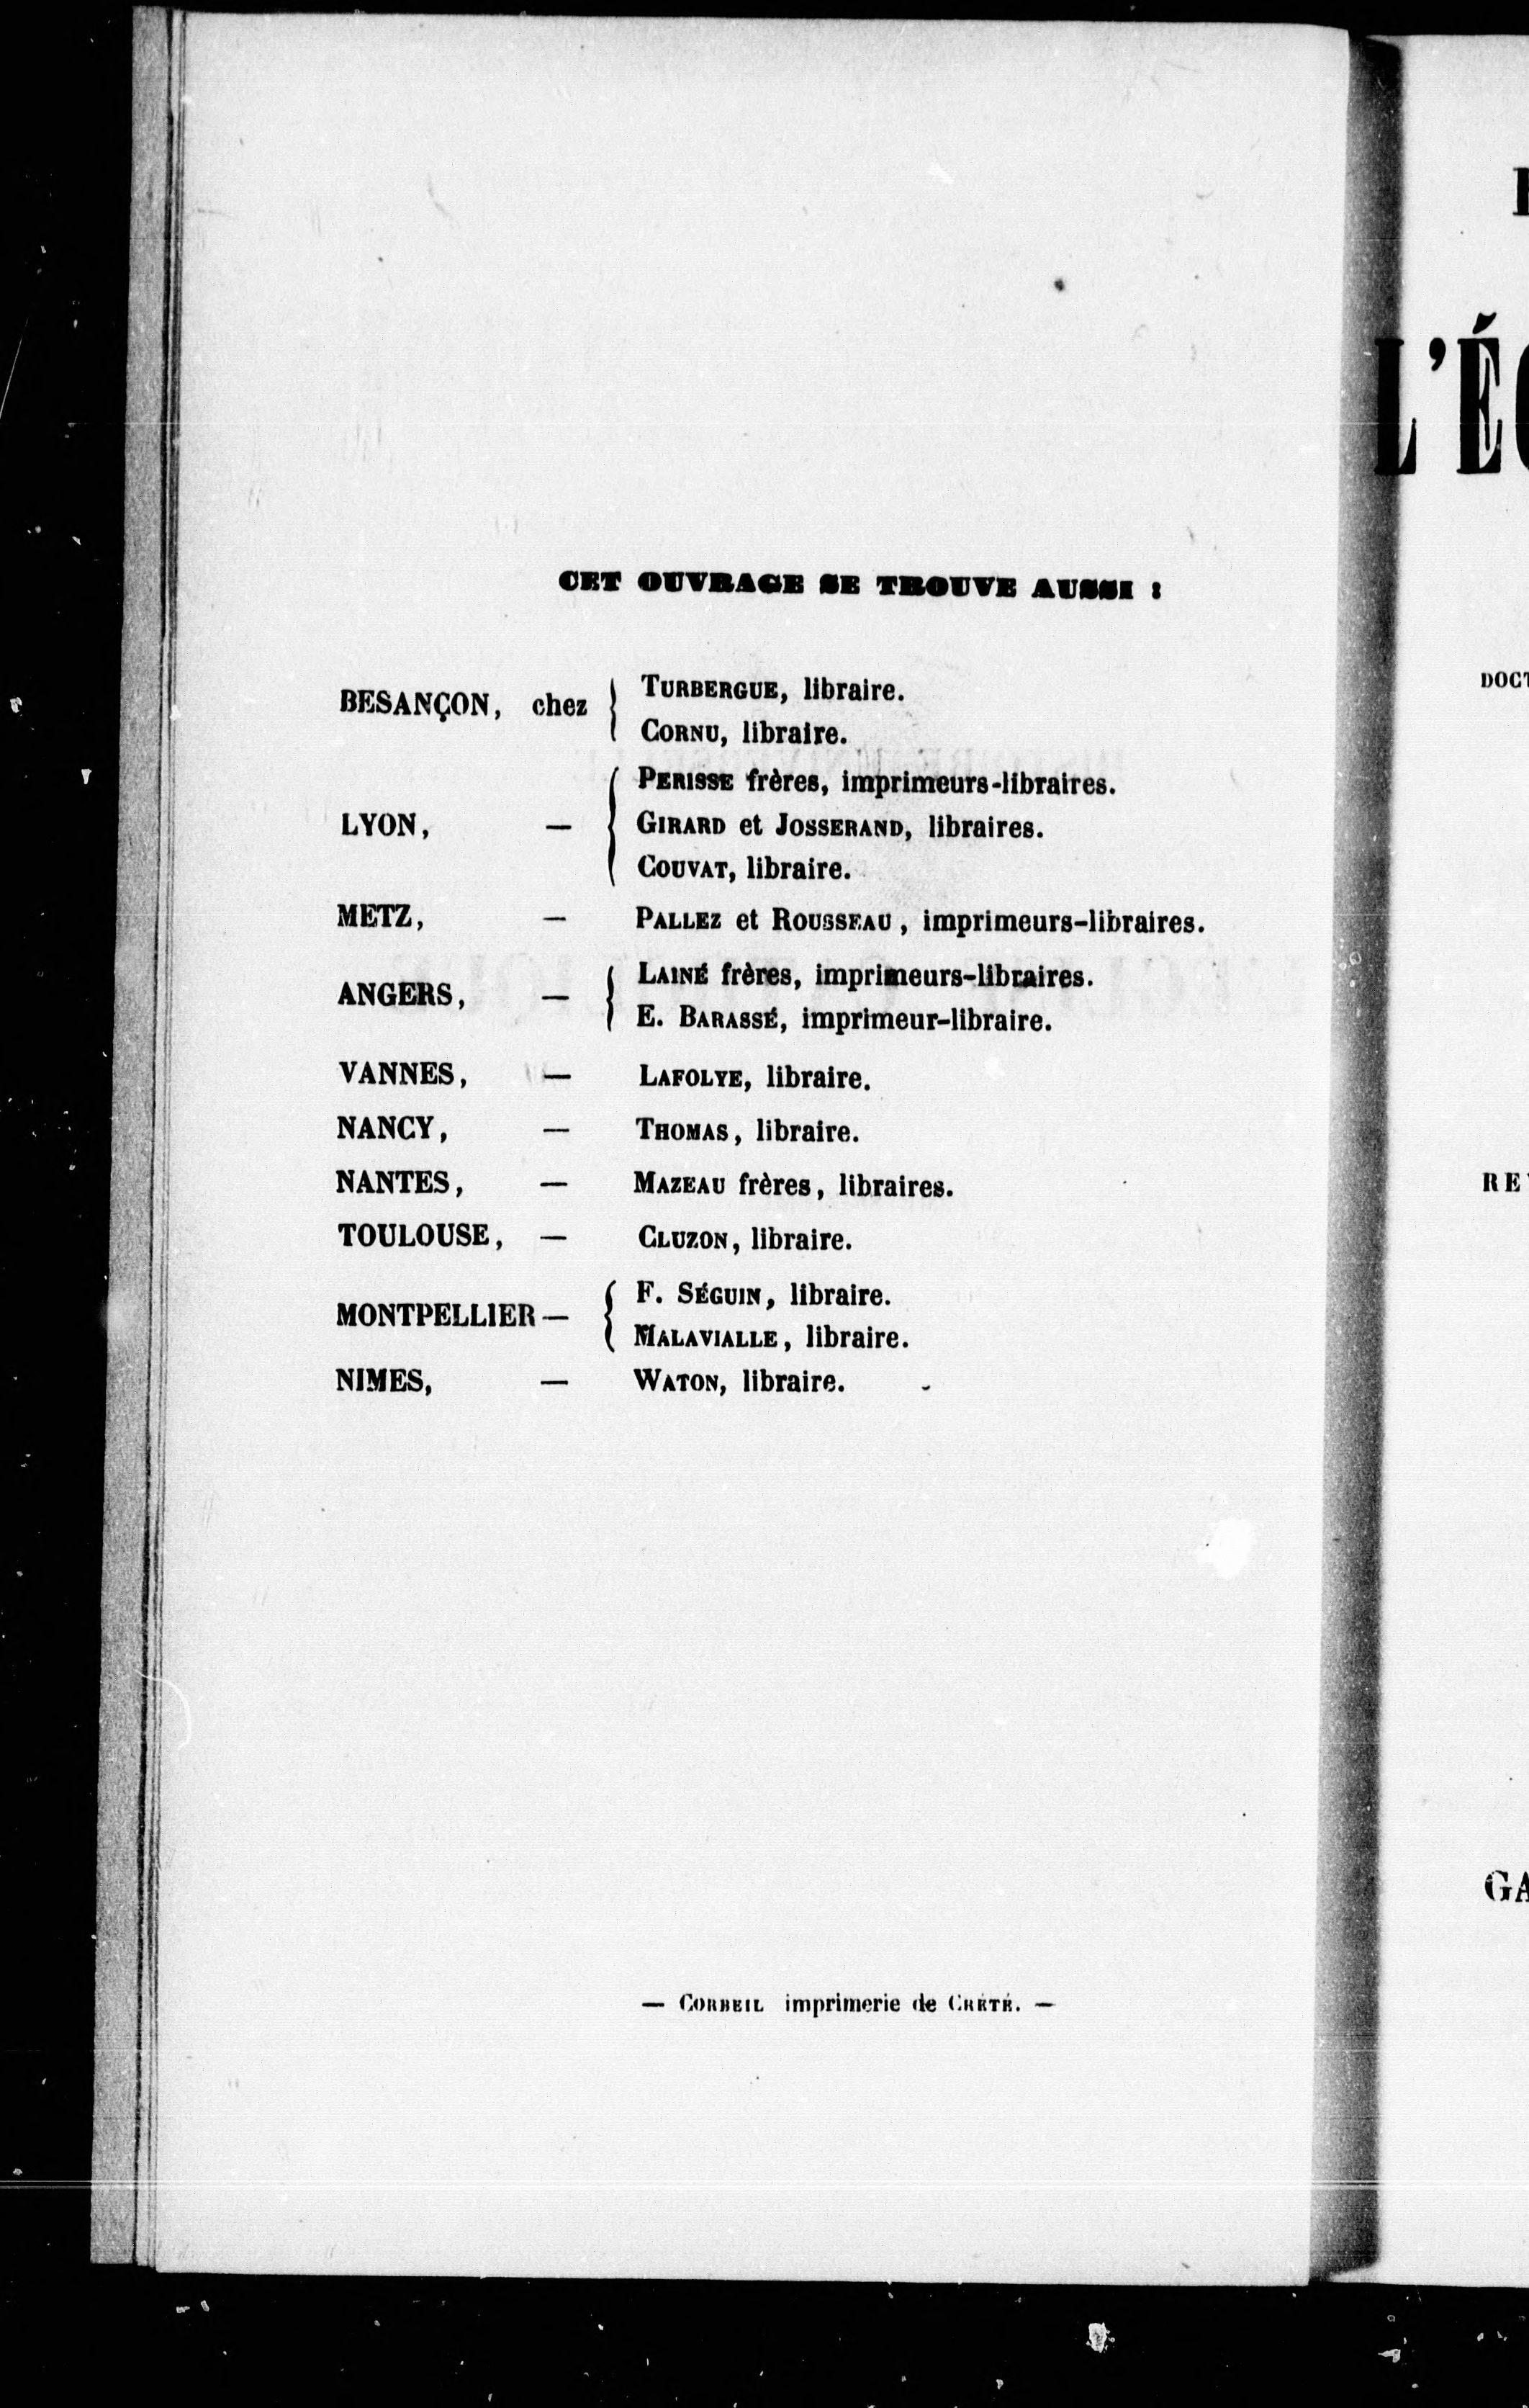 CET OUVRAGE SE TROUVE AUSSI :
BESANÇON, chez { TURBERGUE, libraire.
CORNU, libraire.
LYON, — { PERISSE frères, imprimeurs-libraires.
GIRARD et JOSSERAND, libraires.
COUVAT, libraire.
METZ, — PALLEZ et ROUSSEAU, imprimeurs-libraires.
ANGERS, — { LAINÉ frères, imprimeurs-libraires.
E. BARASSÉ, imprimeur-libraire.
VANNES, — LAFOLYE, libraire.
NANCY, — THOMAS, libraire.
NANTES, — MAZEAU frères, libraires.
TOULOUSE, — CLUZON, libraire.
MONTPELLIER — { F. SÉGUIN, libraire.
MALAVIALLE, libraire.
NIMES, — WATON, libraire.
— CORBEIL imprimerie de CRÉTÉ. —
L'É
DOCT
RE
GA